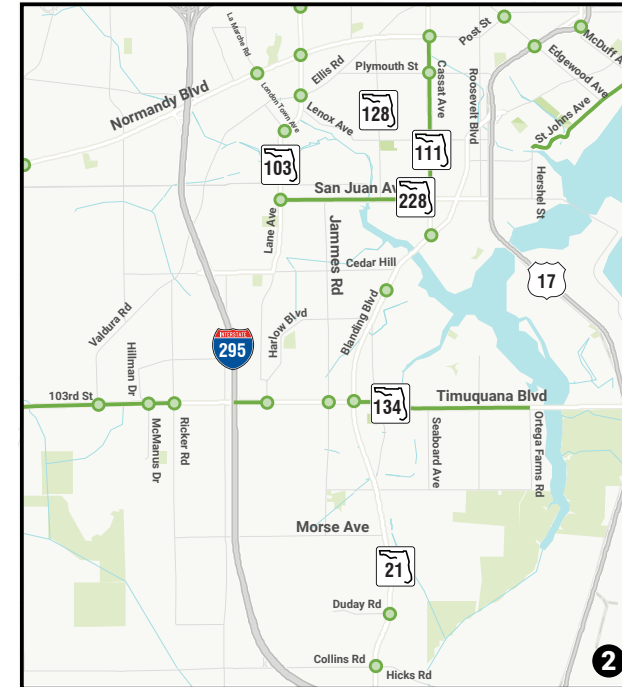 La Marche Rd
Post St
McDuff A
Ellis Rd
Plymouth St
Cassat Ave
Roosevelt Blvd
Edgewood Ave
Normandy Blvd
London Town Ave
Lenox Ave
128
St Johns Ave
111
103
San Juan Av
228
Hershel St
Lane Ave
Jammes Rd
Cedar Hill
17
Blanding Blvd
Valdura Rd
Harlow Blvd
INTERSTATE
295
Hillman Dr
103rd St
134
Timuquana Blvd
McManus Dr
Ricker Rd
Seaboard Ave
Ortega Farms Rd
Morse Ave
21
Duday Rd
Collins Rd
Hicks Rd
2